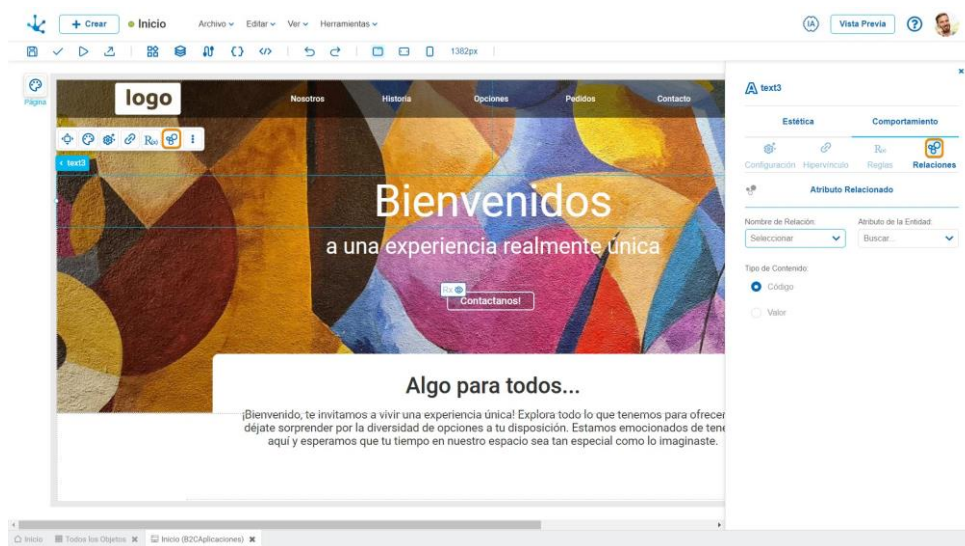 + Crear
Inicio
Archivo
Editar
Ver
Herramientas
IA
Vista Previa
?
1382px
Página
logo
Nosotros
Historia
Opciones
Pedidos
Contacto
text3
Bienvenidos
a una experiencia realmente única
Rx
Contactanos!
Algo para todos...
¡Bienvenido, te invitamos a vivir una experiencia única! Explora todo lo que tenemos para ofrecer
déjate sorprender por la diversidad de opciones a tu disposición. Estamos emocionados de tene
aquí y esperamos que tu tiempo en nuestro espacio sea tan especial como lo imaginaste.
A text3
Estética
Comportamiento
Configuración
Hipervínculo
Reglas
Relaciones
Atributo Relacionado
Nombre de Relación:
Atributo de la Entidad:
Seleccionar
Buscar...
Tipo de Contenido:
Código
Valor
Inicio
Todos los Objetos
Inicio (B2CAplicaciones)